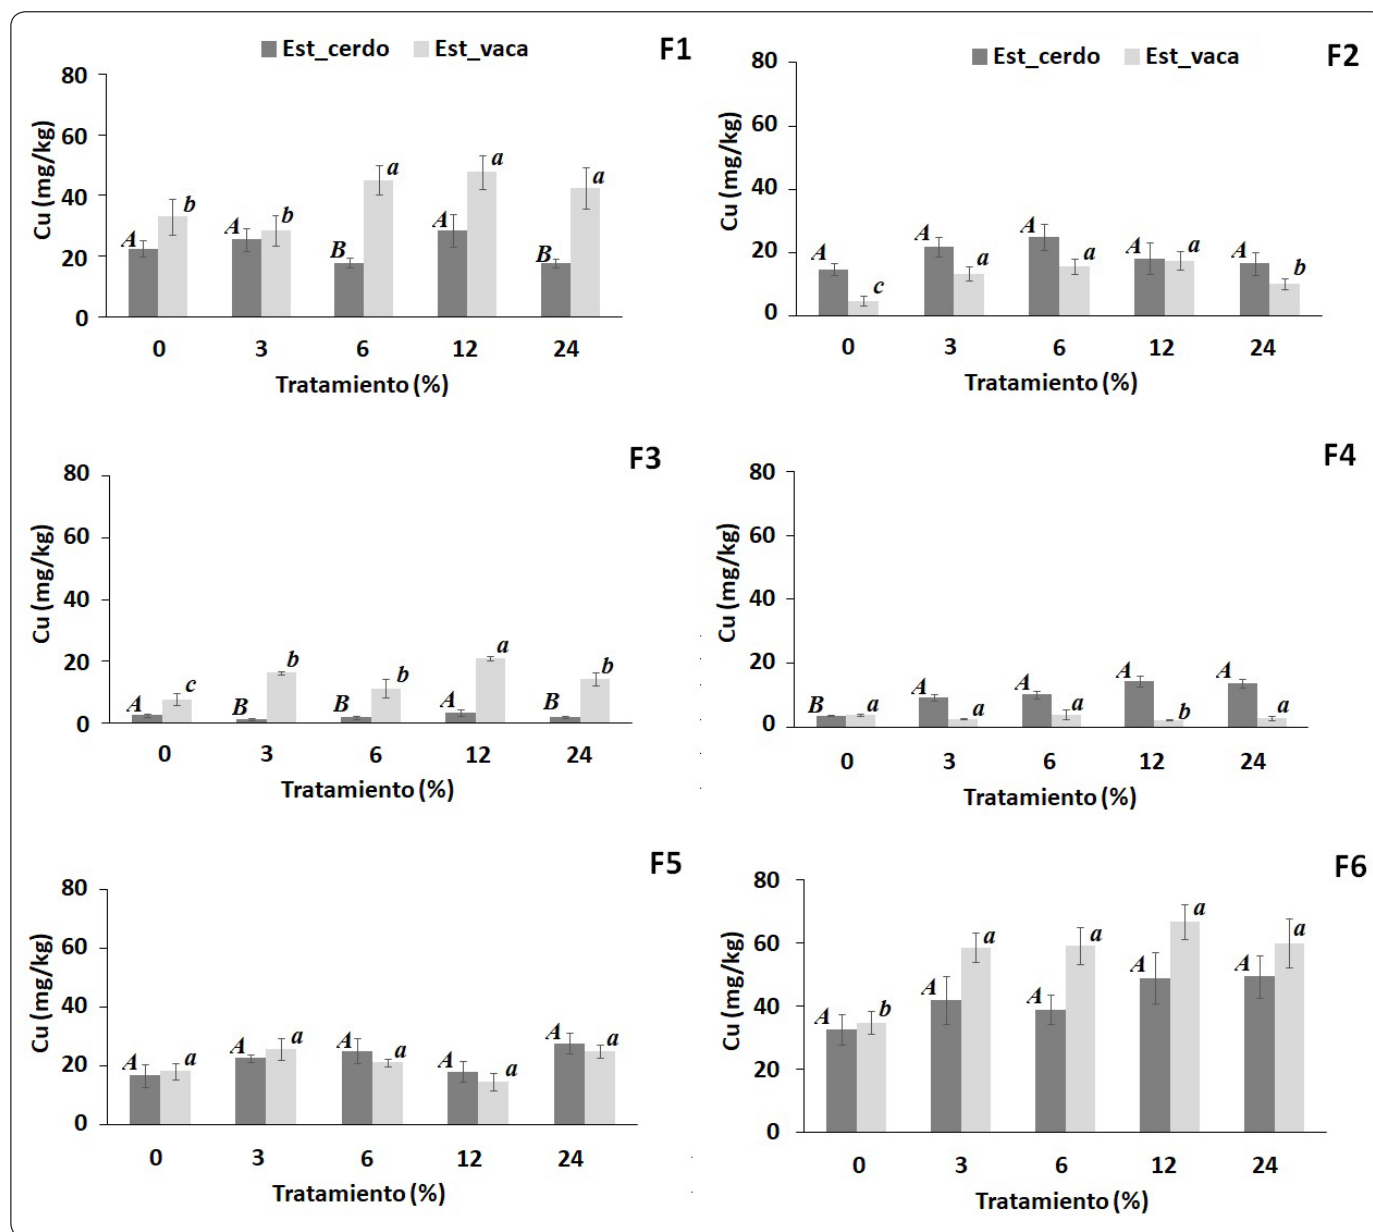 Est_cerdo Est_vaca F1
80
60
40
20
0
Cu (mg/kg)
A b A b B a A a B a
0 3 6 12 24
Tratamiento (%)
Est_cerdo Est_vaca F2
80
60
40
20
0
Cu (mg/kg)
A c A a A a A a A b
0 3 6 12 24
Tratamiento (%)
F3
80
60
40
20
0
Cu (mg/kg)
A c B b B b A a B b
0 3 6 12 24
Tratamiento (%)
F4
80
60
40
20
0
Cu (mg/kg)
B a A a A a A b A a
0 3 6 12 24
Tratamiento (%)
F5
80
60
40
20
0
Cu (mg/kg)
A a A a A a A a A a
0 3 6 12 24
Tratamiento (%)
F6
80
60
40
20
0
Cu (mg/kg)
A b A a A a A a A a
0 3 6 12 24
Tratamiento (%)